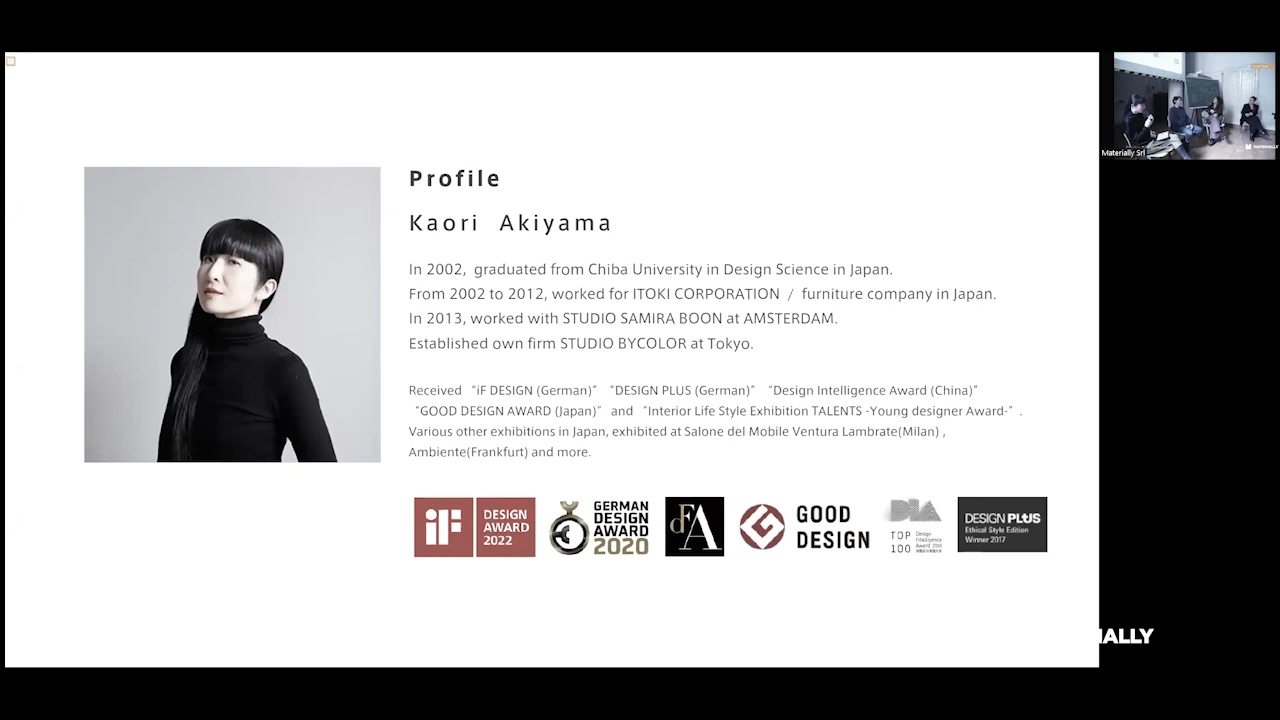 Profile
Kaori Akiyama
In 2002, graduated from Chiba University in Design Science in Japan.
From 2002 to 2012, worked for ITOKI CORPORATION / furniture company in Japan.
In 2013, worked with STUDIO SAMIRA BOON at AMSTERDAM.
Established own firm STUDIO BYCOLOR at Tokyo.
Received “iF DESIGN (German)” “DESIGN PLUS (German)” “Design Intelligence Award (China)”
“GOOD DESIGN AWARD (Japan)” and “Interior Life Style Exhibition TALENTS -Young designer Award-” .
Various other exhibitions in Japan, exhibited at Salone del Mobile Ventura Lambrate(Milan) ,
Ambiente(Frankfurt) and more.
iF DESIGN AWARD 2022
GERMAN DESIGN AWARD 2020
dFA
GOOD DESIGN
DIA
TOP 100
Design Intelligence Award
DESIGN PLUS
Ethical Style Edition
Winner 2017
Materially Srl
MATERIALLY
IALLY